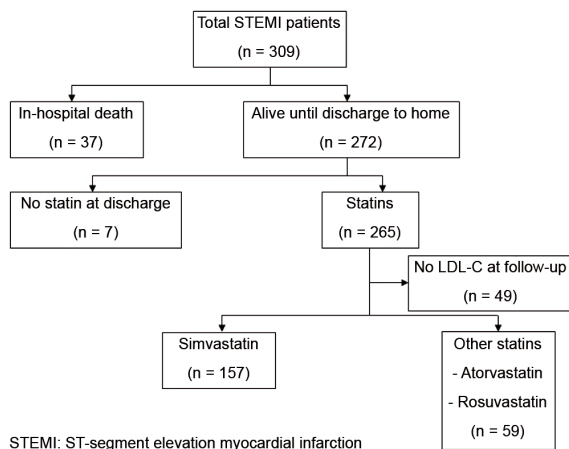 Total STEMI patients
(n = 309)
In-hospital death
(n = 37)
Alive until discharge to home
(n = 272)
No statin at discharge
(n = 7)
Statins
(n = 265)
No LDL-C at follow-up
(n = 49)
Simvastatin
(n = 157)
Other statins
- Atorvastatin
- Rosuvastatin
(n = 59)
STEMI: ST-segment elevation myocardial infarction